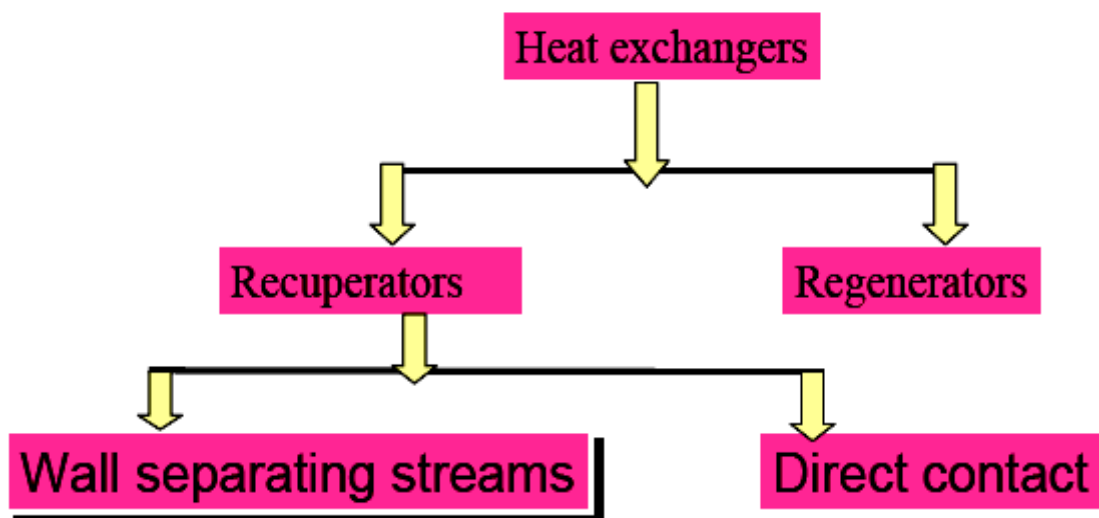 Heat exchangers
Recuperators
Regenerators
Wall separating streams
Direct contact